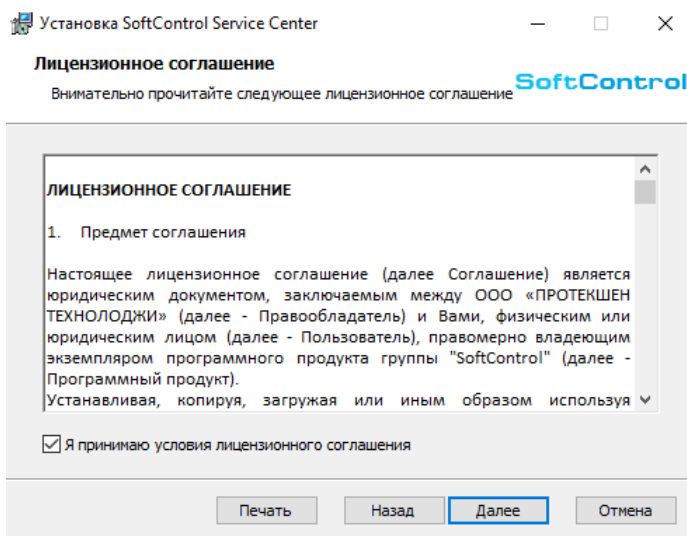 Установка SoftControl Service Center
Лицензионное соглашение
Внимательно прочитайте следующее лицензионное соглашение
SoftControl
ЛИЦЕНЗИОННОЕ СОГЛАШЕНИЕ
1. Предмет соглашения
Настоящее лицензионное соглашение (далее Соглашение) является
юридическим документом, заключаемым между ООО «ПРОТЕКШЕН
ТЕХНОЛОДЖИ» (далее - Правообладатель) и Вами, физическим или
юридическим лицом (далее - Пользователь), правомерно владеющим
экземпляром программного продукта группы "SoftControl" (далее -
Программный продукт).
Устанавливая, копируя, загружая или иным образом используя
Я принимаю условия лицензионного соглашения
Печать
Назад
Далее
Отмена